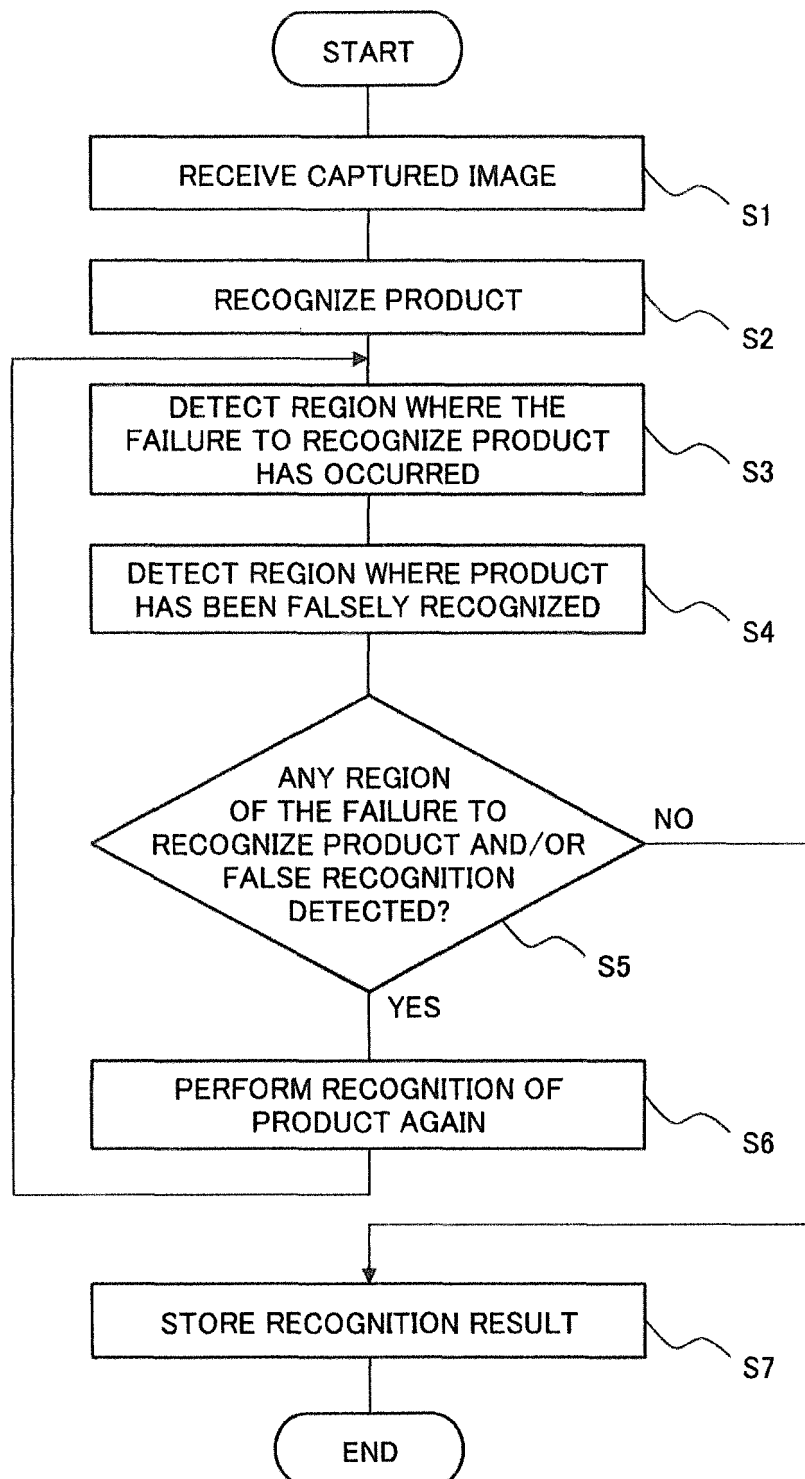 START
RECEIVE CAPTURED IMAGE
S1
RECOGNIZE PRODUCT
S2
DETECT REGION WHERE THE
FAILURE TO RECOGNIZE PRODUCT
HAS OCCURRED
S3
DETECT REGION WHERE PRODUCT
HAS BEEN FALSELY RECOGNIZED
S4
ANY REGION
OF THE FAILURE TO
RECOGNIZE PRODUCT AND/OR
FALSE RECOGNITION
DETECTED?
NO
S5
YES
PERFORM RECOGNITION OF
PRODUCT AGAIN
S6
STORE RECOGNITION RESULT
S7
END